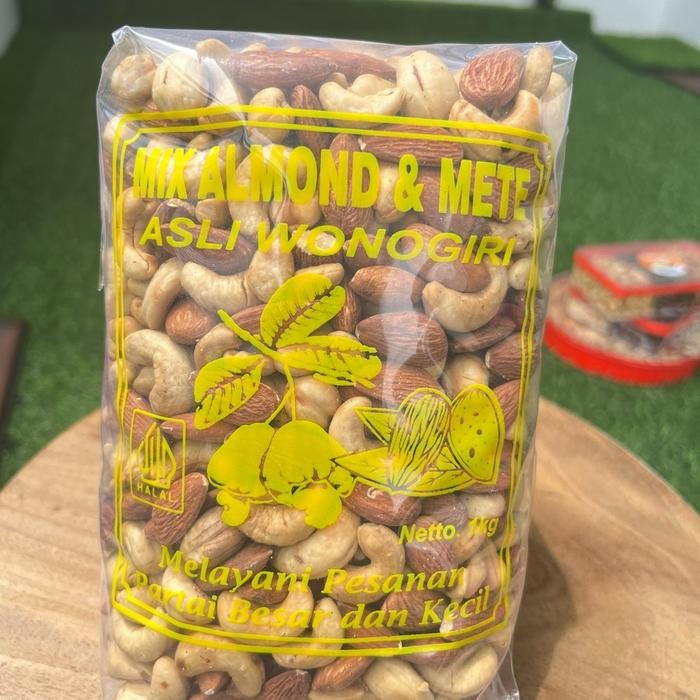 MIX ALMOND & METE
ASLI WONOGIRI
HALAL
Netto. 1kg
Melayani Pesanan
Partai Besar dan Kecil